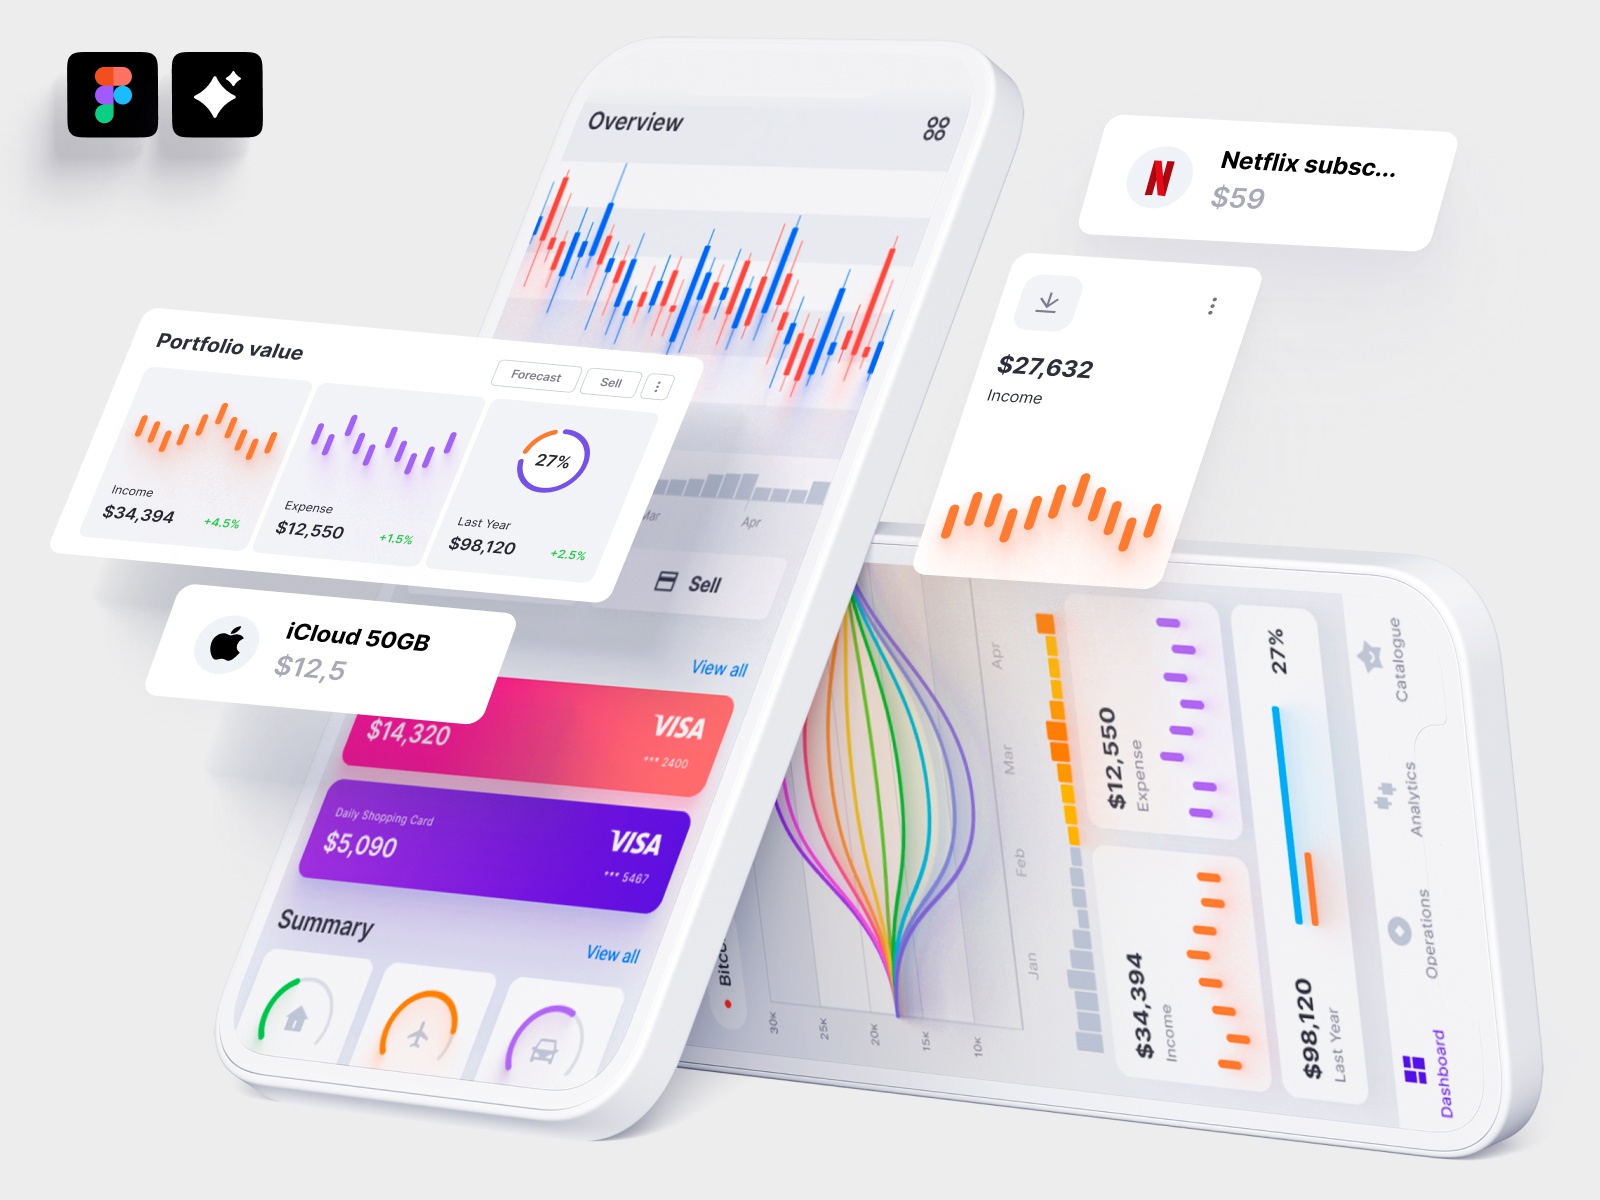 Overview
Netflix subsc...
$59
$27,632
Income
Portfolio value
Forecast
Sell
Income
$34,394
+4.5%
Expense
$12,550
+1.5%
27%
Last Year
$98,120
+2.5%
Mar
Apr
Sell
iCloud 50GB
$12,5
View all
$14,320
VISA
*** 2400
Daily Shopping Card
$5,090
VISA
*** 5467
Summary
View all
Bitc
30K
25K
20K
15K
10K
Jan
Feb
Mar
Apr
$34,394
Income
$12,550
Expense
$98,120
Last Year
27%
Dashboard
Operations
Analytics
Catalogue